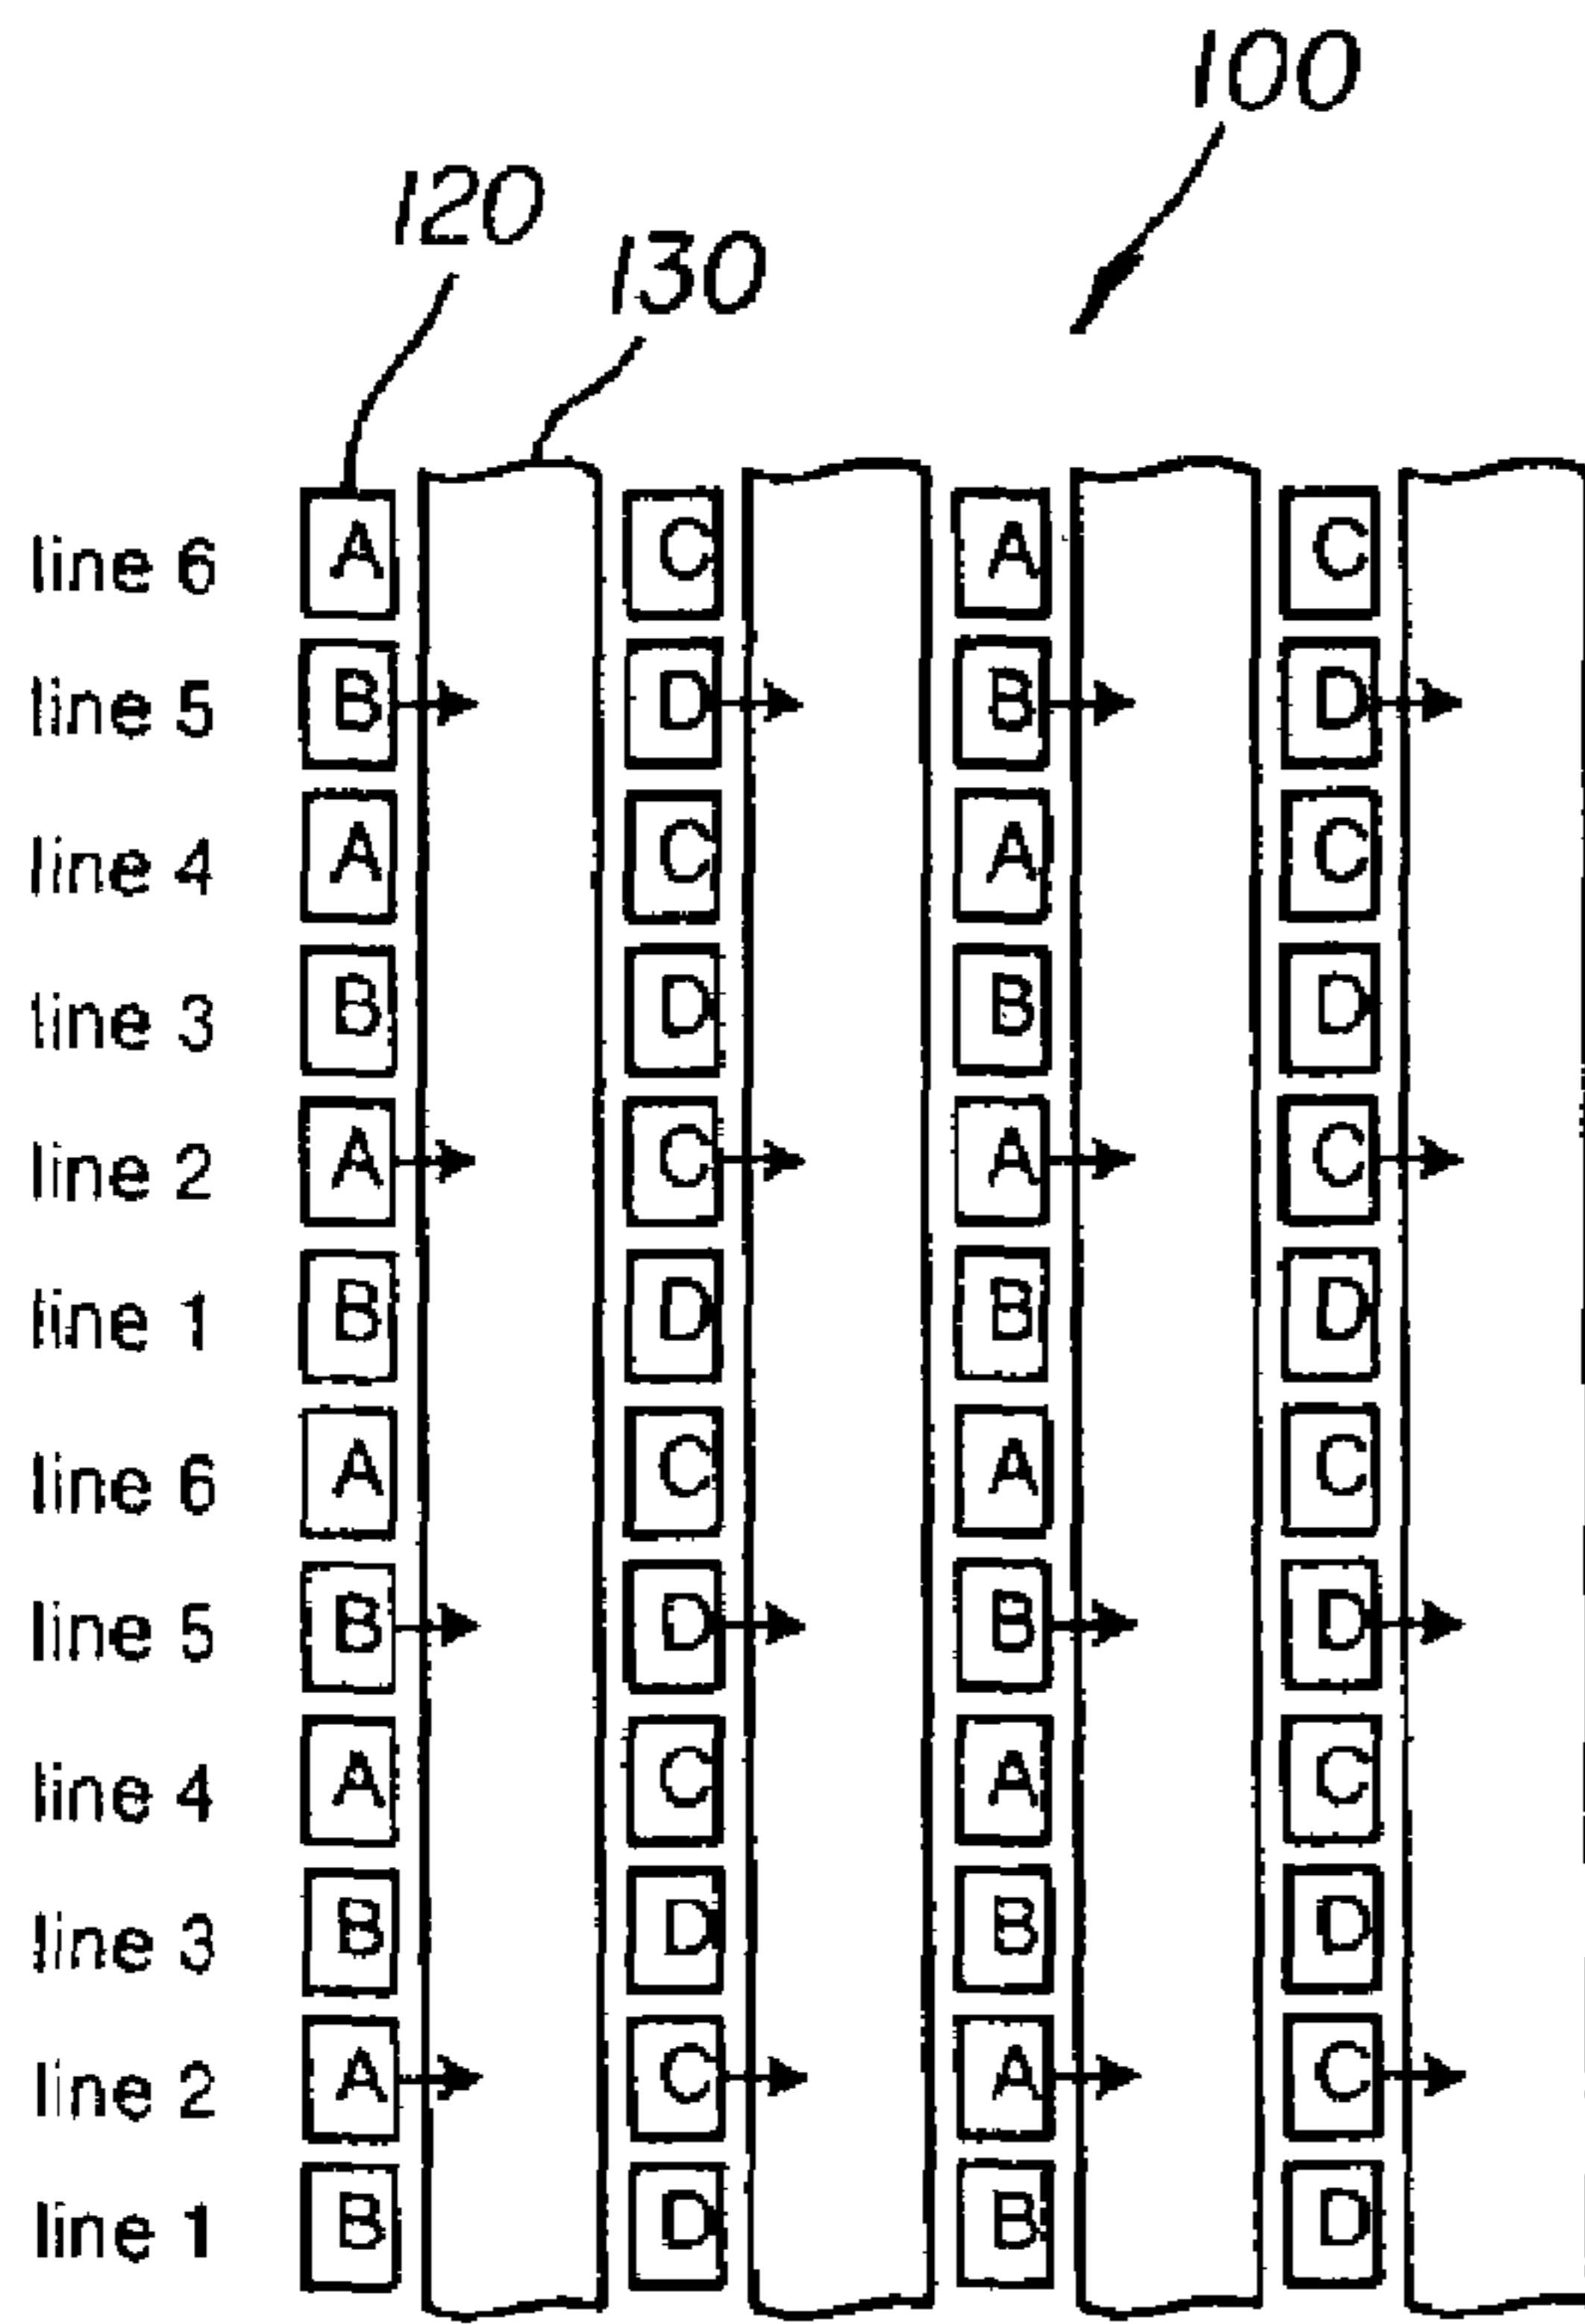 100
120
130
line 6 A C A C
line 5 B D B D
line 4 A C A C
line 3 B D B D
line 2 A C A C
line 1 B D B D
line 6 A C A C
line 5 B D B D
line 4 A C A C
line 3 B D B D
line 2 A C A C
line 1 B D B D